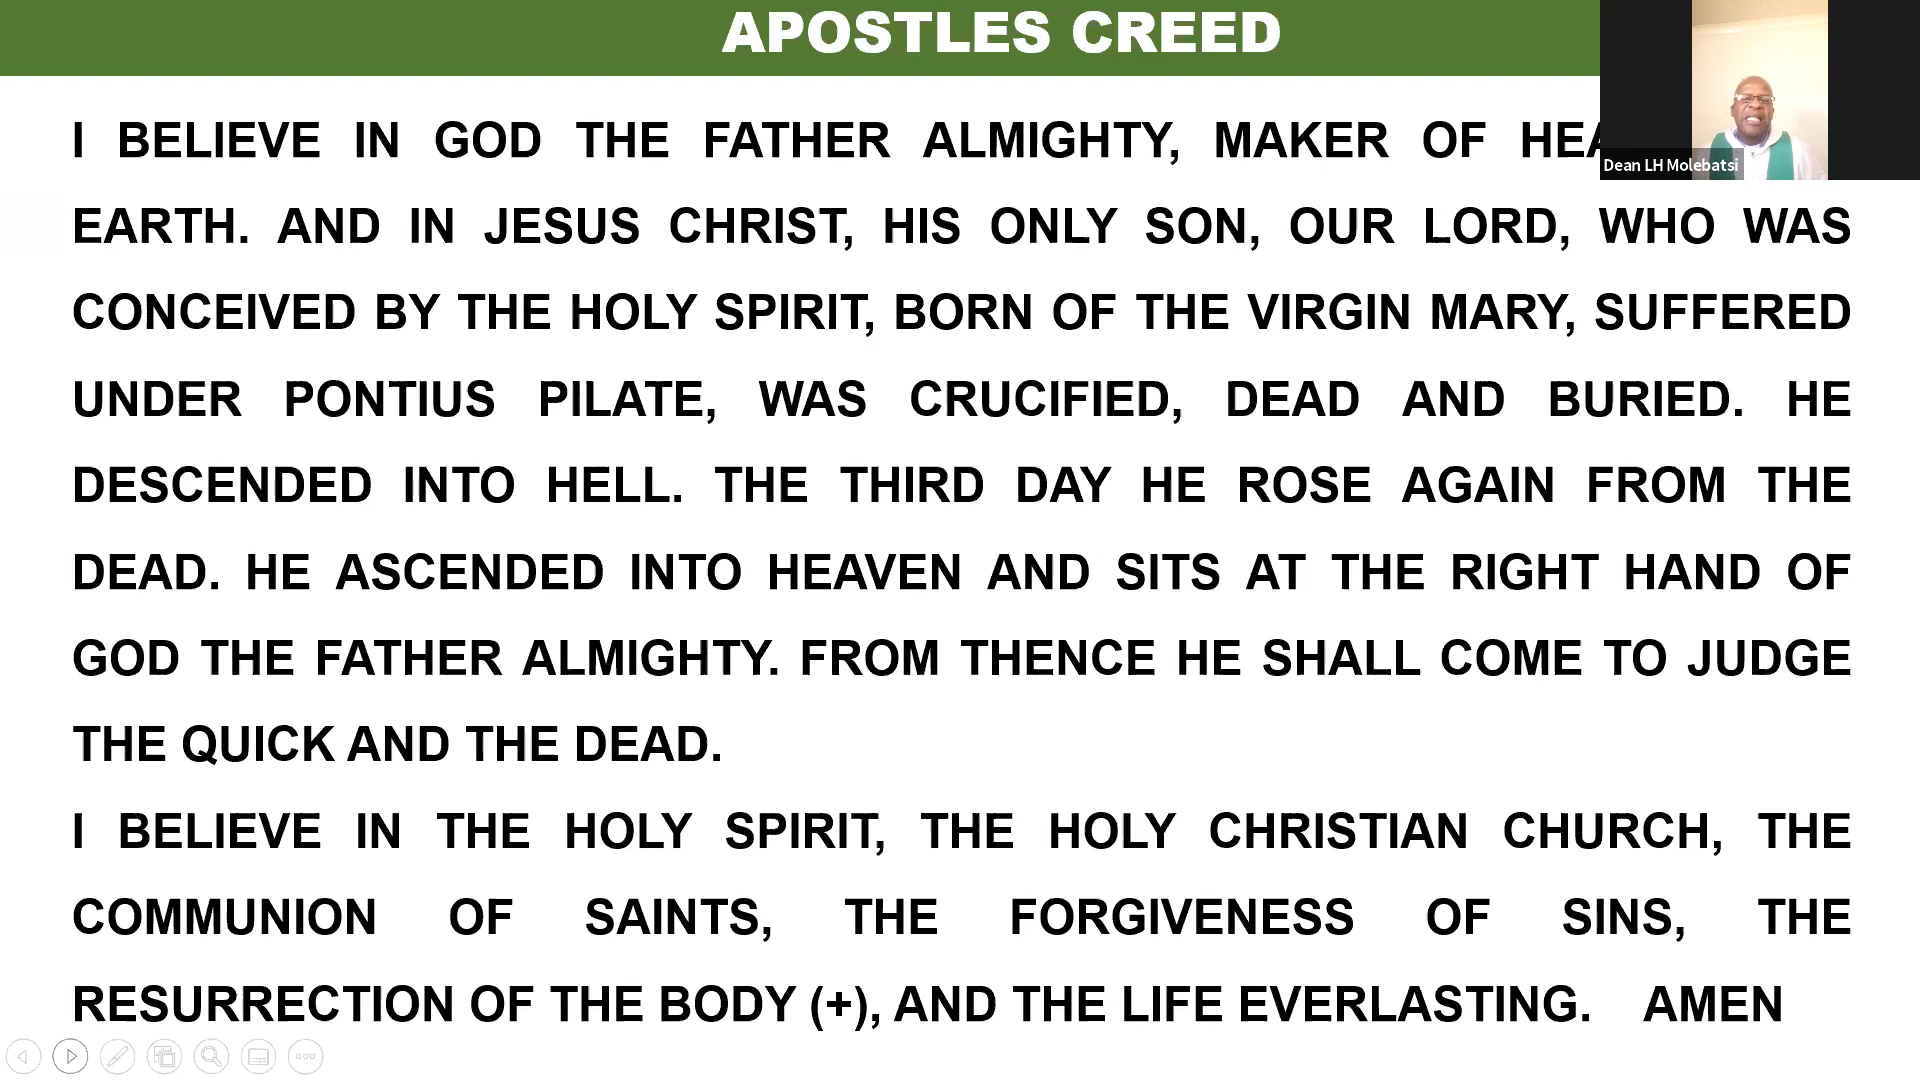 APOSTLES CREED
I BELIEVE IN GOD THE FATHER ALMIGHTY, MAKER OF
Dean LH Molebatsi
EARTH. AND IN JESUS CHRIST, HIS ONLY SON, OUR LORD, WHO WAS
CONCEIVED BY THE HOLY SPIRIT, BORN OF THE VIRGIN MARY, SUFFERED
UNDER PONTIUS PILATE, WAS CRUCIFIED, DEAD AND BURIED. HE
DESCENDED INTO HELL. THE THIRD DAY HE ROSE AGAIN FROM THE
DEAD. HE ASCENDED INTO HEAVEN AND SITS AT THE RIGHT HAND OF
GOD THE FATHER ALMIGHTY. FROM THENCE HE SHALL COME TO JUDGE
THE QUICK AND THE DEAD.
I BELIEVE IN THE HOLY SPIRIT, THE HOLY CHRISTIAN CHURCH, THE
COMMUNION OF SAINTS, THE FORGIVENESS OF SINS, THE
RESURRECTION OF THE BODY (+), AND THE LIFE EVERLASTING. AMEN